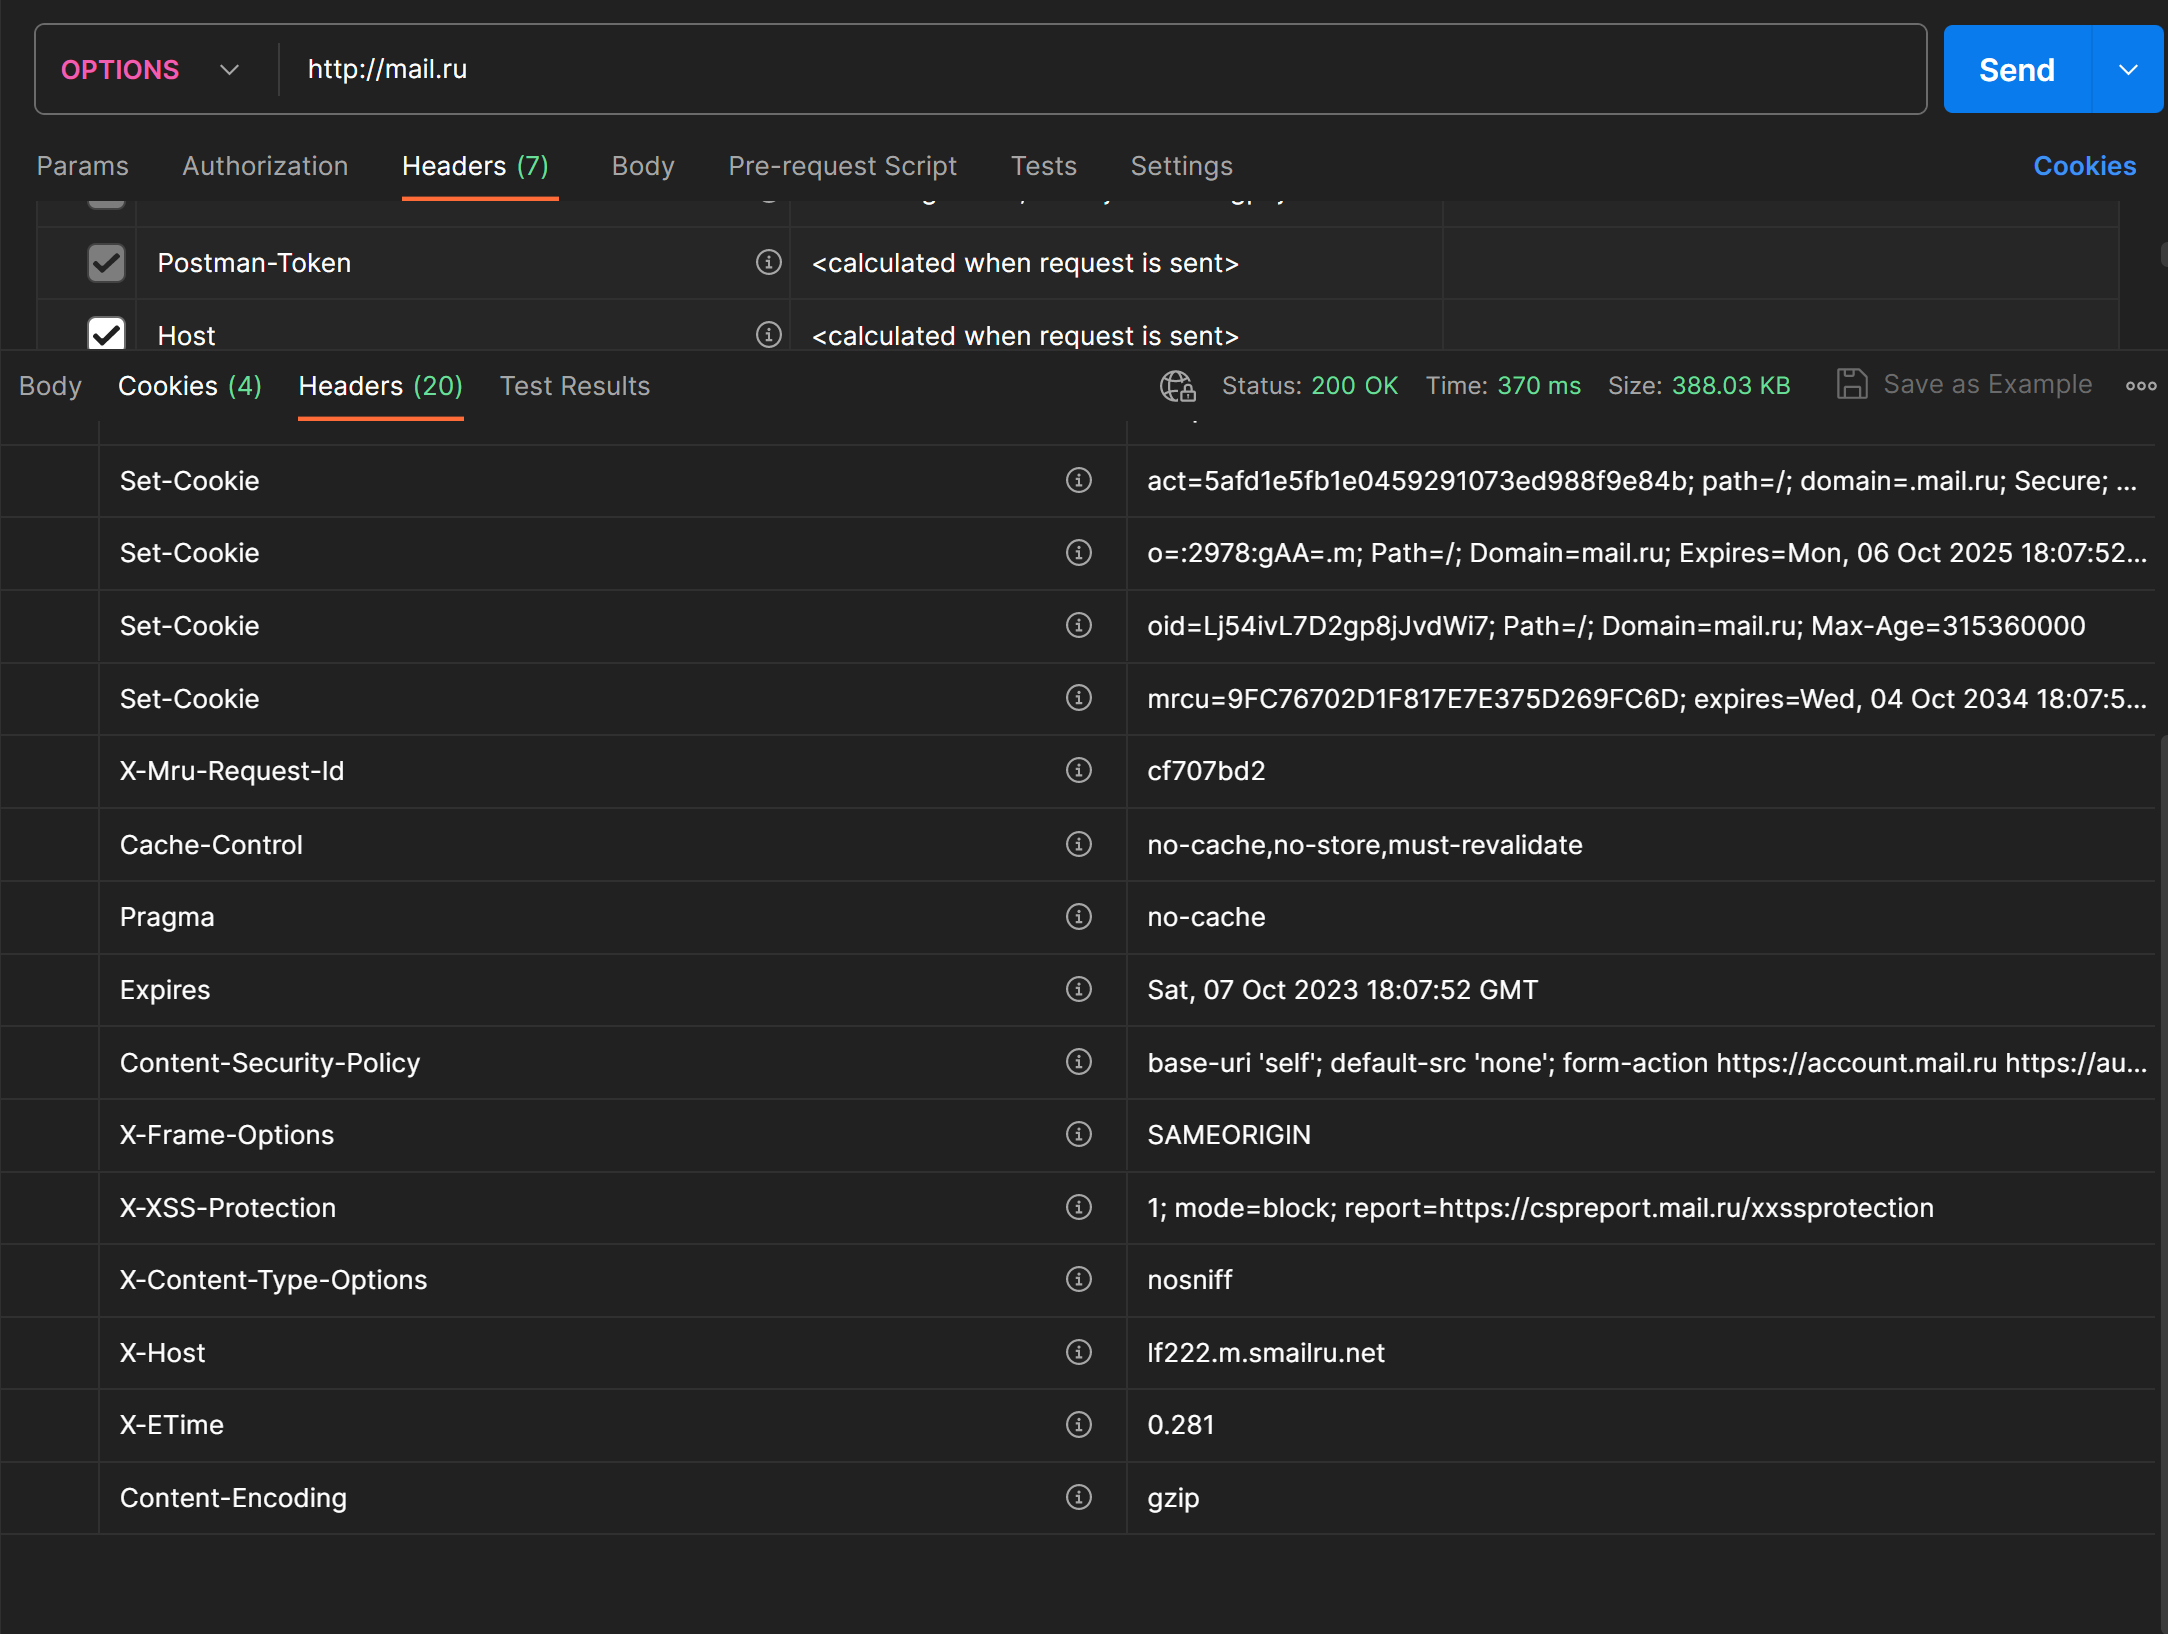 OPTIONS http://mail.ru Send
Params Authorization Headers (7) Body Pre-request Script Tests Settings Cookies
Postman-Token <calculated when request is sent>
Host <calculated when request is sent>
Body Cookies (4) Headers (20) Test Results Status: 200 OK Time: 370 ms Size: 388.03 KB Save as Example
Set-Cookie act=5afd1e5fb1e0459291073ed988f9e84b; path=/; domain=.mail.ru; Secure; ...
Set-Cookie o=:2978:gAA=.m; Path=/; Domain=mail.ru; Expires=Mon, 06 Oct 2025 18:07:52...
Set-Cookie oid=Lj54ivL7D2gp8jJvdWi7; Path=/; Domain=mail.ru; Max-Age=315360000
Set-Cookie mrcu=9FC76702D1F817E7E375D269FC6D; expires=Wed, 04 Oct 2034 18:07:5...
X-Mru-Request-Id cf707bd2
Cache-Control no-cache,no-store,must-revalidate
Pragma no-cache
Expires Sat, 07 Oct 2023 18:07:52 GMT
Content-Security-Policy base-uri 'self'; default-src 'none'; form-action https://account.mail.ru https://au...
X-Frame-Options SAMEORIGIN
X-XSS-Protection 1; mode=block; report=https://cspreport.mail.ru/xxssprotection
X-Content-Type-Options nosniff
X-Host lf222.m.smailru.net
X-ETime 0.281
Content-Encoding gzip